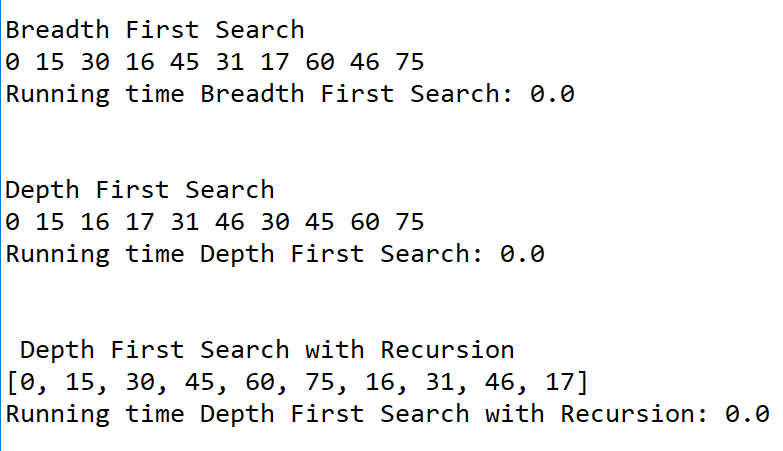 Breadth First Search
0 15 30 16 45 31 17 60 46 75
Running time Breadth First Search: 0.0
Depth First Search
0 15 16 17 31 46 30 45 60 75
Running time Depth First Search: 0.0
Depth First Search with Recursion
[0, 15, 30, 45, 60, 75, 16, 31, 46, 17]
Running time Depth First Search with Recursion: 0.0